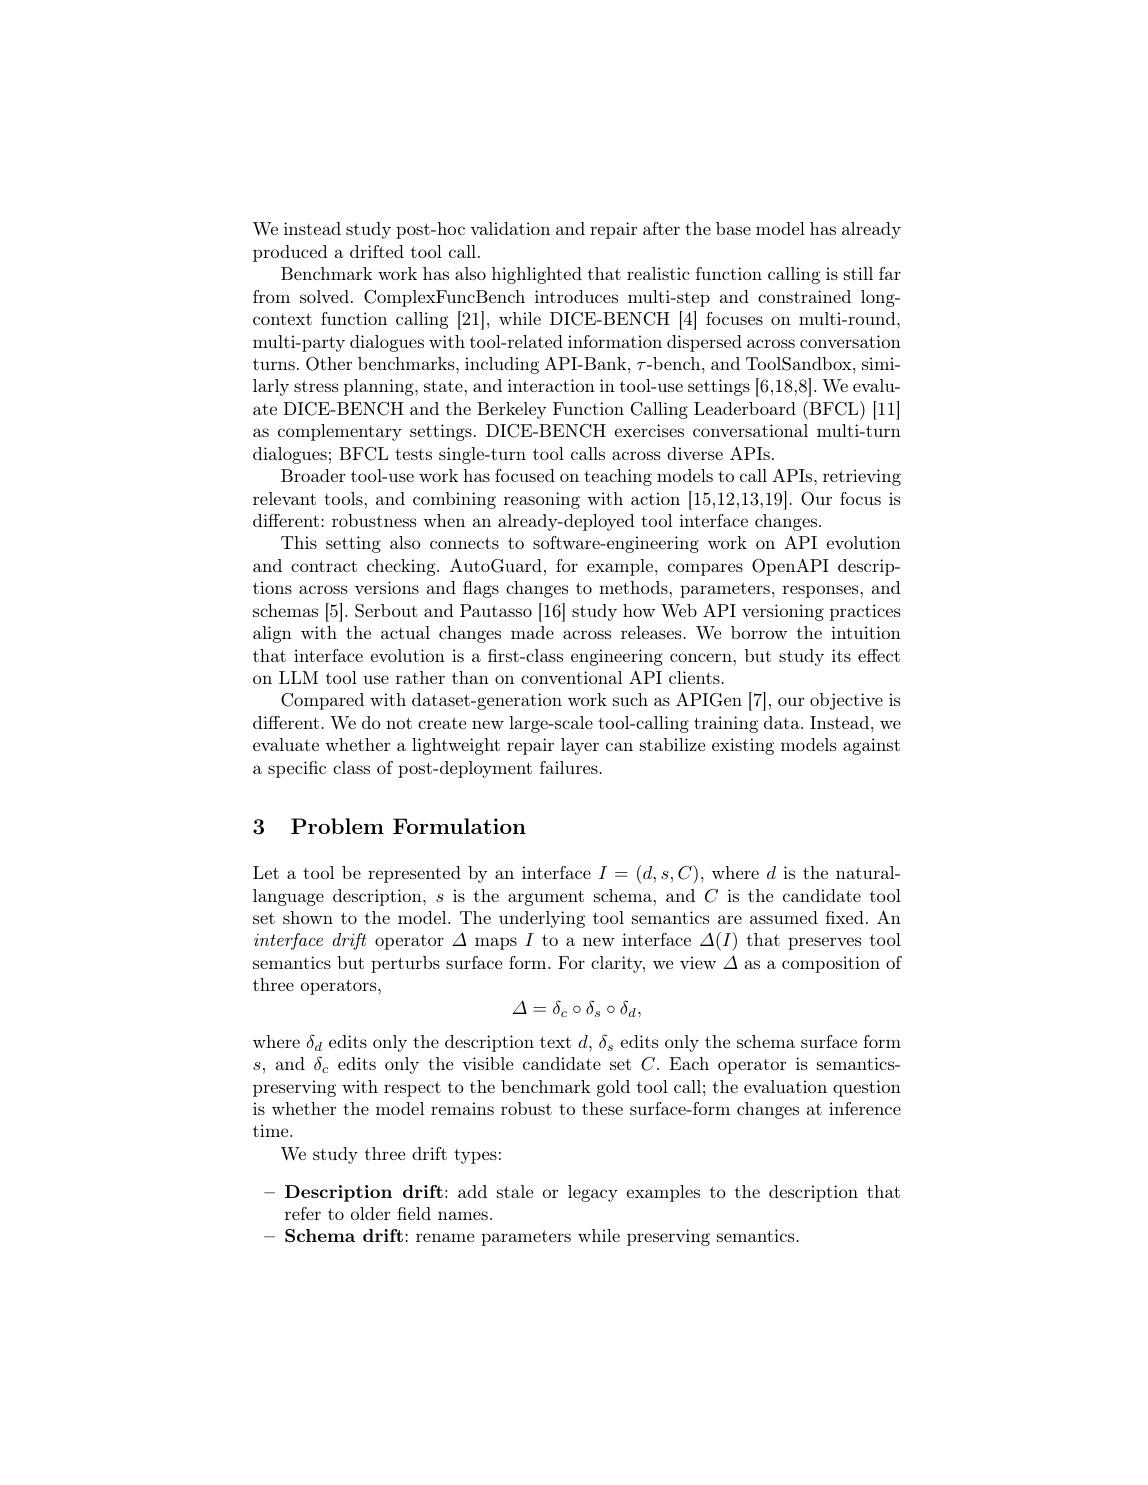 We instead study post-hoc validation and repair after the base model has already
produced a drifted tool call.
Benchmark work has also highlighted that realistic function calling is still far
from solved. ComplexFuncBench introduces multi-step and constrained long-
context function calling [21], while DICE-BENCH [4] focuses on multi-round,
multi-party dialogues with tool-related information dispersed across conversation
turns. Other benchmarks, including API-Bank, τ-bench, and ToolSandbox, simi-
larly stress planning, state, and interaction in tool-use settings [6,18,8]. We evalu-
ate DICE-BENCH and the Berkeley Function Calling Leaderboard (BFCL) [11]
as complementary settings. DICE-BENCH exercises conversational multi-turn
dialogues; BFCL tests single-turn tool calls across diverse APIs.
Broader tool-use work has focused on teaching models to call APIs, retrieving
relevant tools, and combining reasoning with action [15,12,13,19]. Our focus is
different: robustness when an already-deployed tool interface changes.
This setting also connects to software-engineering work on API evolution
and contract checking. AutoGuard, for example, compares OpenAPI descrip-
tions across versions and flags changes to methods, parameters, responses, and
schemas [5]. Serbout and Pautasso [16] study how Web API versioning practices
align with the actual changes made across releases. We borrow the intuition
that interface evolution is a first-class engineering concern, but study its effect
on LLM tool use rather than on conventional API clients.
Compared with dataset-generation work such as APIGen [7], our objective is
different. We do not create new large-scale tool-calling training data. Instead, we
evaluate whether a lightweight repair layer can stabilize existing models against
a specific class of post-deployment failures.
3 Problem Formulation
Let a tool be represented by an interface I = (d, s, C), where d is the natural-
language description, s is the argument schema, and C is the candidate tool
set shown to the model. The underlying tool semantics are assumed fixed. An
interface drift operator Δ maps I to a new interface Δ(I) that preserves tool
semantics but perturbs surface form. For clarity, we view Δ as a composition of
three operators,
Δ = δc ∘ δs ∘ δd,
where δd edits only the description text d, δs edits only the schema surface form
s, and δc edits only the visible candidate set C. Each operator is semantics-
preserving with respect to the benchmark gold tool call; the evaluation question
is whether the model remains robust to these surface-form changes at inference
time.
We study three drift types:
– Description drift: add stale or legacy examples to the description that
refer to older field names.
– Schema drift: rename parameters while preserving semantics.